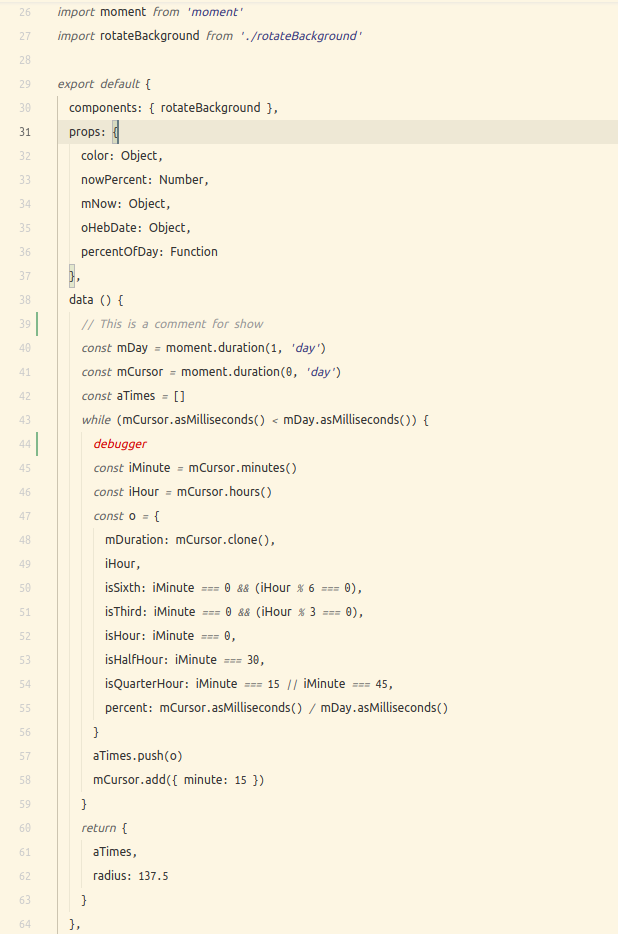 26 import moment from 'moment'
27 import rotateBackground from './rotateBackground'
28
29 export default {
30 components: { rotateBackground },
31 props: {
32 color: Object,
33 nowPercent: Number,
34 mNow: Object,
35 oHebDate: Object,
36 percentOfDay: Function
37 },
38 data () {
39 // This is a comment for show
40 const mDay = moment.duration(1, 'day')
41 const mCursor = moment.duration(0, 'day')
42 const aTimes = []
43 while (mCursor.asMilliseconds() < mDay.asMilliseconds()) {
44 debugger
45 const iMinute = mCursor.minutes()
46 const iHour = mCursor.hours()
47 const o = {
48 mDuration: mCursor.clone(),
49 iHour,
50 isSixth: iMinute === 0 && (iHour % 6 === 0),
51 isThird: iMinute === 0 && (iHour % 3 === 0),
52 isHour: iMinute === 0,
53 isHalfHour: iMinute === 30,
54 isQuarterHour: iMinute === 15 || iMinute === 45,
55 percent: mCursor.asMilliseconds() / mDay.asMilliseconds()
56 }
57 aTimes.push(o)
58 mCursor.add({ minute: 15 })
59 }
60 return {
61 aTimes,
62 radius: 137.5
63 }
64 },